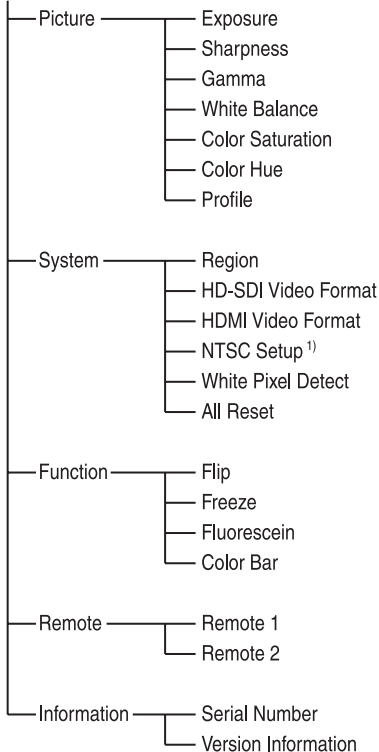 Picture Exposure
Sharpness
Gamma
White Balance
Color Saturation
Color Hue
Profile
System Region
HD-SDI Video Format
HDMI Video Format
NTSC Setup 1)
White Pixel Detect
All Reset
Function Flip
Freeze
Fluorescein
Color Bar
Remote Remote 1
Remote 2
Information Serial Number
Version Information